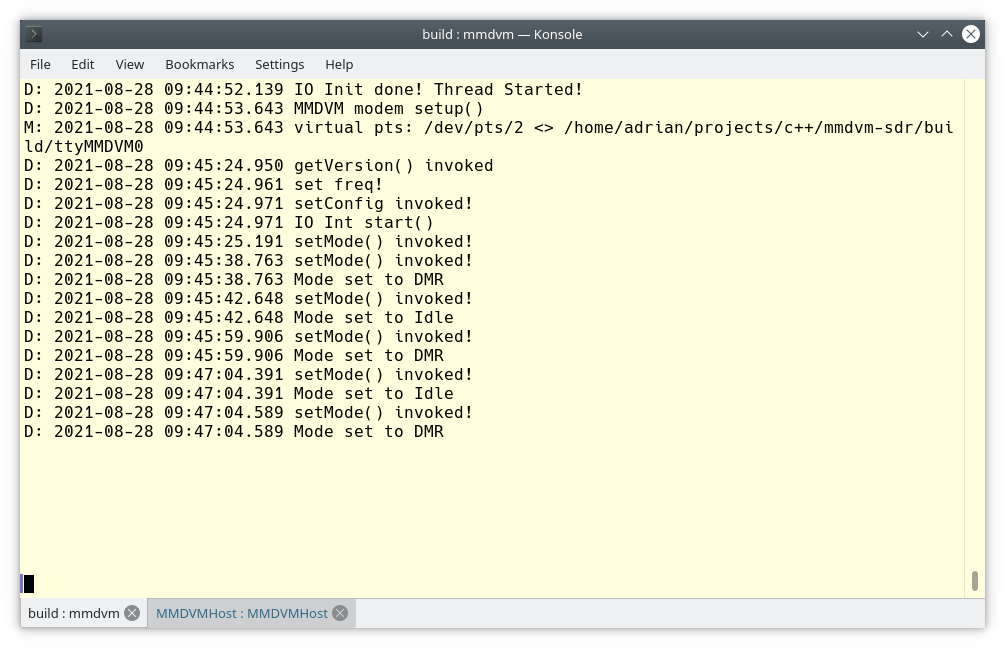 build : mmdvm — Konsole
File Edit View Bookmarks Settings Help
D: 2021-08-28 09:44:52.139 IO Init done! Thread Started!
D: 2021-08-28 09:44:53.643 MMDVM modem setup()
M: 2021-08-28 09:44:53.643 virtual pts: /dev/pts/2 <> /home/adrian/projects/c++/mmdvm-sdr/bui
ld/ttyMMDVM0
D: 2021-08-28 09:45:24.950 getVersion() invoked
D: 2021-08-28 09:45:24.961 set freq!
D: 2021-08-28 09:45:24.971 setConfig invoked!
D: 2021-08-28 09:45:24.971 IO Int start()
D: 2021-08-28 09:45:25.191 setMode() invoked!
D: 2021-08-28 09:45:38.763 setMode() invoked!
D: 2021-08-28 09:45:38.763 Mode set to DMR
D: 2021-08-28 09:45:42.648 setMode() invoked!
D: 2021-08-28 09:45:42.648 Mode set to Idle
D: 2021-08-28 09:45:59.906 setMode() invoked!
D: 2021-08-28 09:45:59.906 Mode set to DMR
D: 2021-08-28 09:47:04.391 setMode() invoked!
D: 2021-08-28 09:47:04.391 Mode set to Idle
D: 2021-08-28 09:47:04.589 setMode() invoked!
D: 2021-08-28 09:47:04.589 Mode set to DMR
build : mmdvm MMDVMHost : MMDVMHost